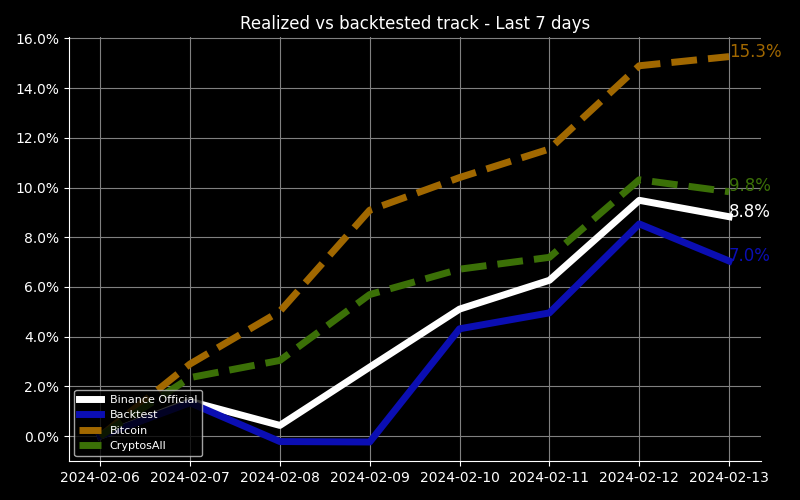 Realized vs backtested track - Last 7 days
16.0%
14.0%
12.0%
10.0%
8.0%
6.0%
4.0%
2.0%
0.0%
15.3%
9.8%
8.8%
7.0%
Binance Official
Backtest
Bitcoin
CryptosAll
2024-02-06 2024-02-07 2024-02-08 2024-02-09 2024-02-10 2024-02-11 2024-02-12 2024-02-13